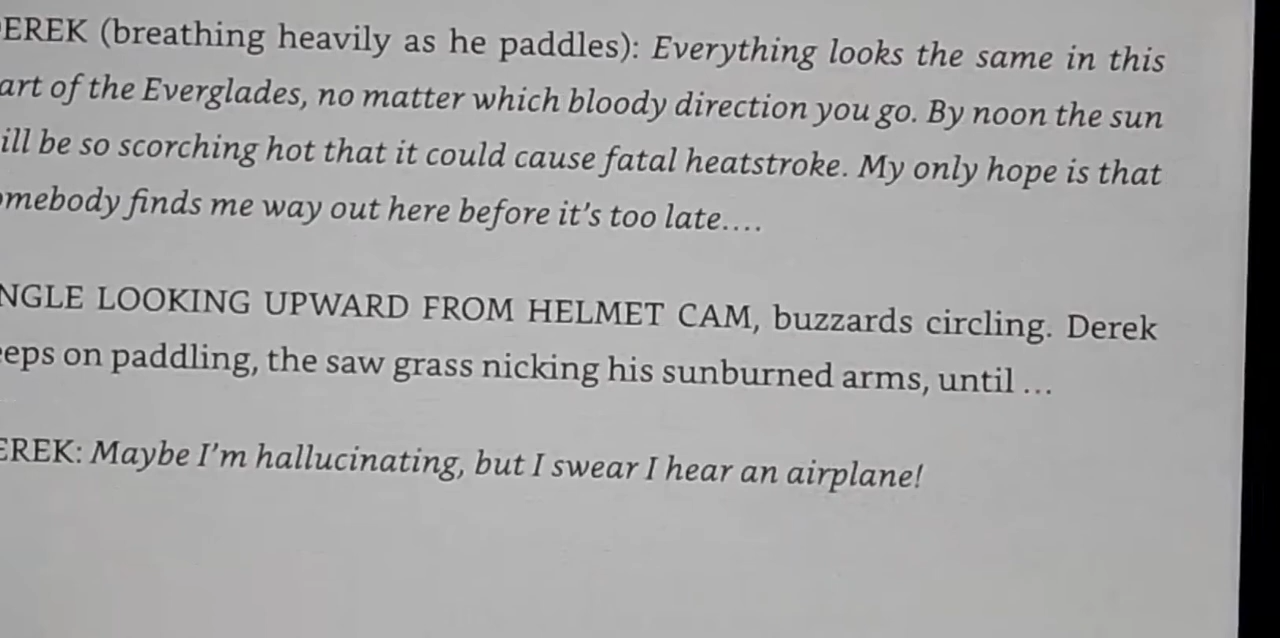 DEREK (breathing heavily as he paddles): Everything looks the same in this
art of the Everglades, no matter which bloody direction you go. By noon the sun
ill be so scorching hot that it could cause fatal heatstroke. My only hope is that
omebody finds me way out here before it's too late....
NGLE LOOKING UPWARD FROM HELMET CAM, buzzards circling. Derek
eeps on paddling, the saw grass nicking his sunburned arms, until ...
EREK: Maybe I'm hallucinating, but I swear I hear an airplane!